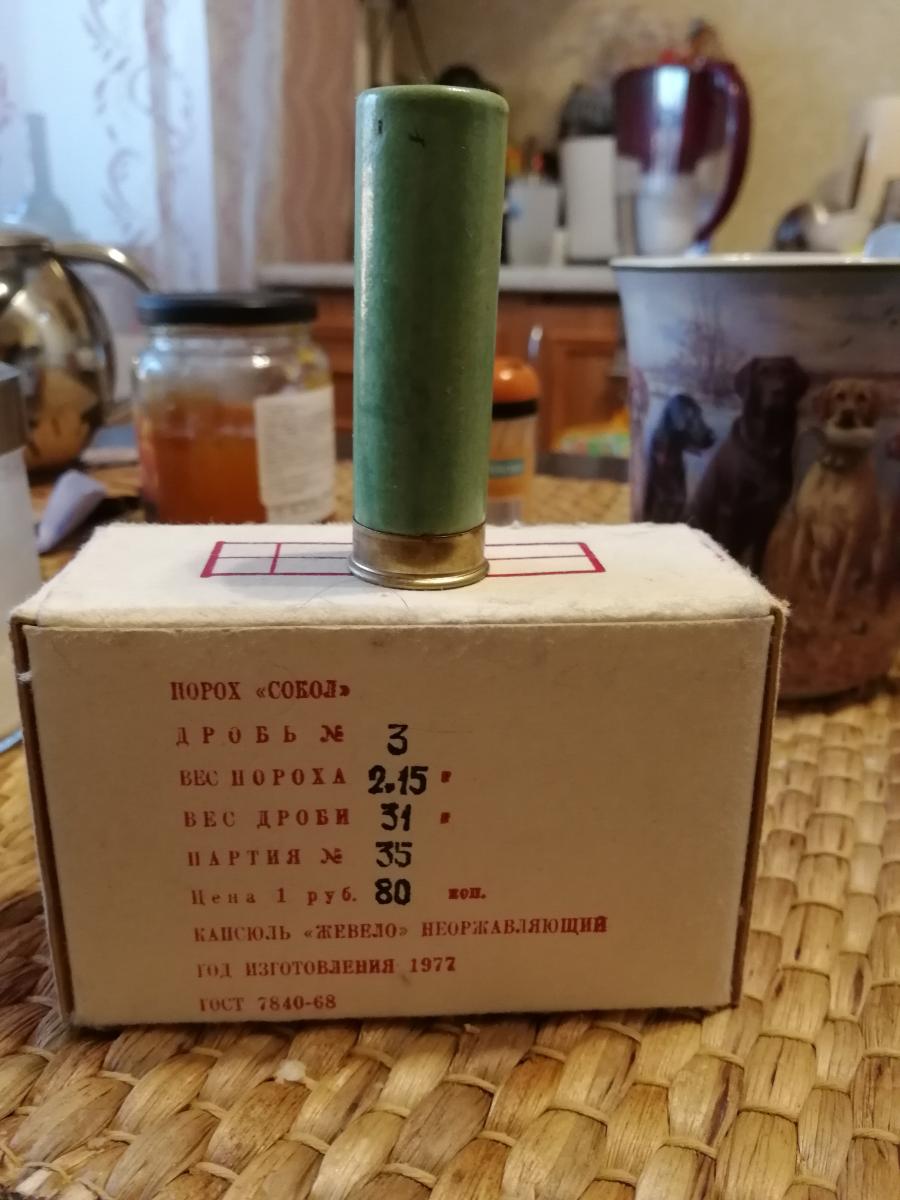 ПОРОХ «СОКОЛ»
ДРОБЬ № 3
ВЕС ПОРОХА 2.15 г
ВЕС ДРОБИ 31 г
ПАРТИЯ № 35
Цена 1 руб. 80 коп.
КАПСЮЛЬ «ЖЕВЕЛО» НЕОРЖАВЛЯЮЩИЙ
ГОД ИЗГОТОВЛЕНИЯ 1977
ГОСТ 7840-68